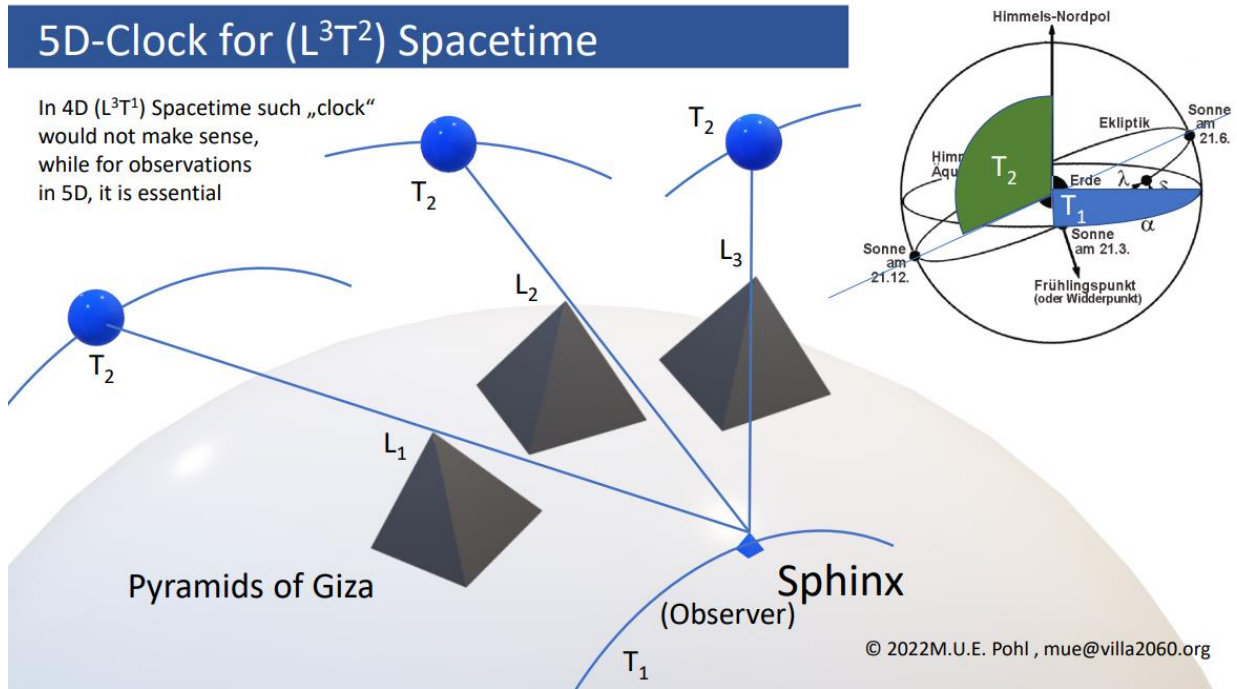 5D-Clock for (L³T²) Spacetime
In 4D (L³T¹) Spacetime such „clock“
would not make sense,
while for observations
in 5D, it is essential
T₂
T₂
T₂
L₁
L₂
L₃
Pyramids of Giza
Sphinx
(Observer)
T₁
Himmels-Nordpol
Sonne
am
21.6.
Ekliptik
T₂
Erde
λ
T₁
α
Sonne
am 21.3.
Sonne
am
21.12.
Frühlingspunkt
(oder Widderpunkt)
© 2022M.U.E. Pohl , mue@villa2060.org